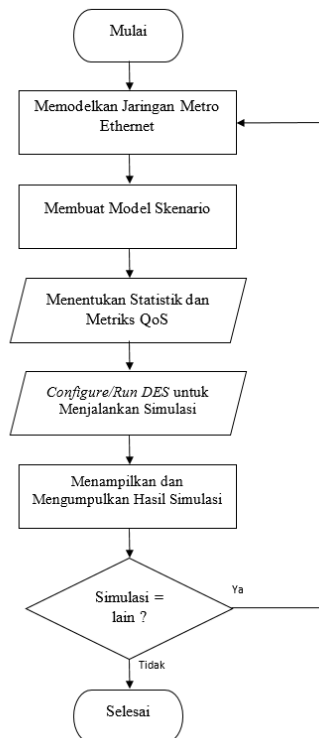 Mulai
Memodelkan Jaringan Metro
Ethernet
Membuat Model Skenario
Menentukan Statistik dan
Metriks QoS
Configure/Run DES untuk
Menjalankan Simulasi
Menampilkan dan
Mengumpulkan Hasil Simulasi
Simulasi =
lain ?
Ya
Tidak
Selesai